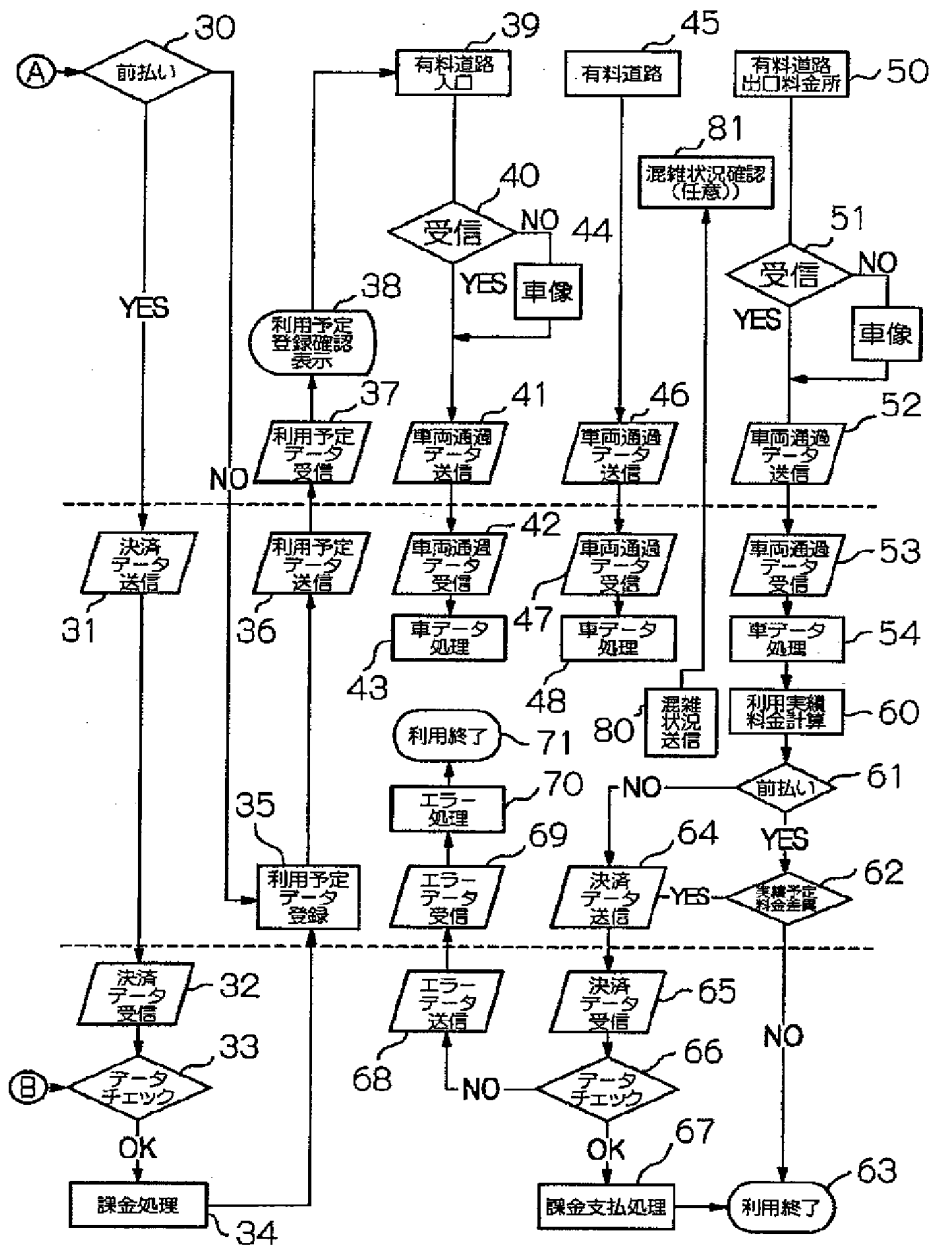 30
39
45
A
前払い
有料道路
入口
有料道路
有料道路
出口料金所
50
81
混雑状況確認
(任意))
40
受信
NO
44
51
受信
NO
YES
車像
YES
車像
YES
38
利用予定
登録確認
表示
37
41
46
52
利用予定
データ
受信
車両通過
データ
送信
車両通過
データ
送信
車両通過
データ
送信
NO
42
決済
データ
送信
利用予定
データ
送信
車両通過
データ
受信
車両通過
データ
受信
車両通過
データ
受信
53
31
36
47
車データ
処理
車データ
処理
車データ
処理
54
43
48
80
混雑
状況
送信
利用実績
料金計算
60
利用終了
71
前払い
61
NO
エラー
処理
70
YES
35
69
64
62
利用予定
データ
登録
エラー
データ
受信
決済
データ
送信
YES
実績予定
料金差異
決済
データ
受信
32
エラー
データ
送信
決済
データ
受信
65
33
68
66
NO
B
データ
チェック
NO
データ
チェック
OK
OK
67
63
課金処理
34
課金支払処理
利用終了